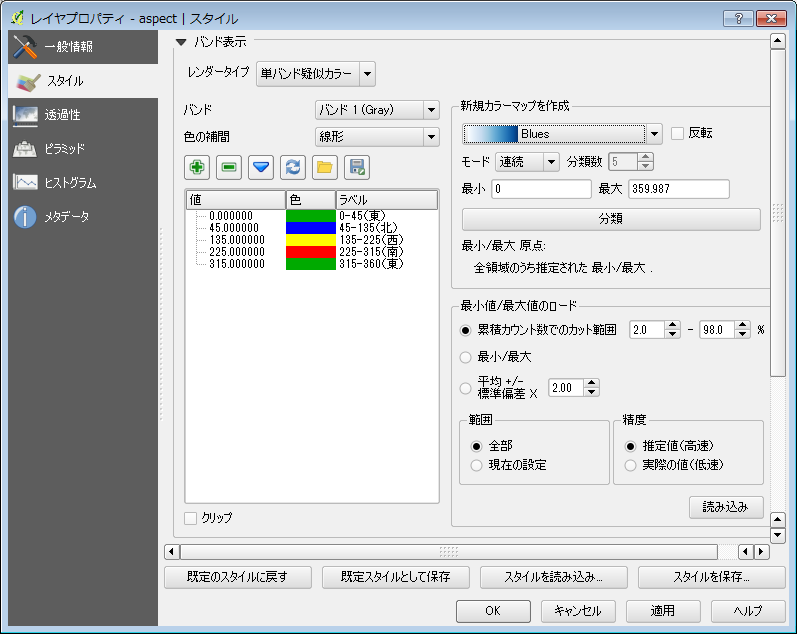 レイヤプロパティ - aspect | スタイル
一般情報
スタイル
透過性
ピラミッド
ヒストグラム
メタデータ
バンド表示
レンダータイプ 単バンド疑似カラー
バンド バンド 1 (Gray)
色の補間 線形
値 色 ラベル
0.000000 0-45(東)
45.000000 45-135(北)
135.000000 135-225(西)
225.000000 225-315(南)
315.000000 315-360(東)
クリップ
新規カラーマップを作成
Blues 反転
モード 連続 分類数 5
最小 0 最大 359.987
分類
最小/最大 原点:
全領域のうち推定された 最小/最大 .
最小値/最大値のロード
累積カウント数でのカット範囲 2.0 - 98.0 %
最小/最大
平均 +/-
標準偏差 × 2.00
範囲
全部
現在の設定
精度
推定値(高速)
実際の値(低速)
読み込み
既定のスタイルに戻す 既定スタイルとして保存 スタイルを読み込み... スタイルを保存...
OK キャンセル 適用 ヘルプ